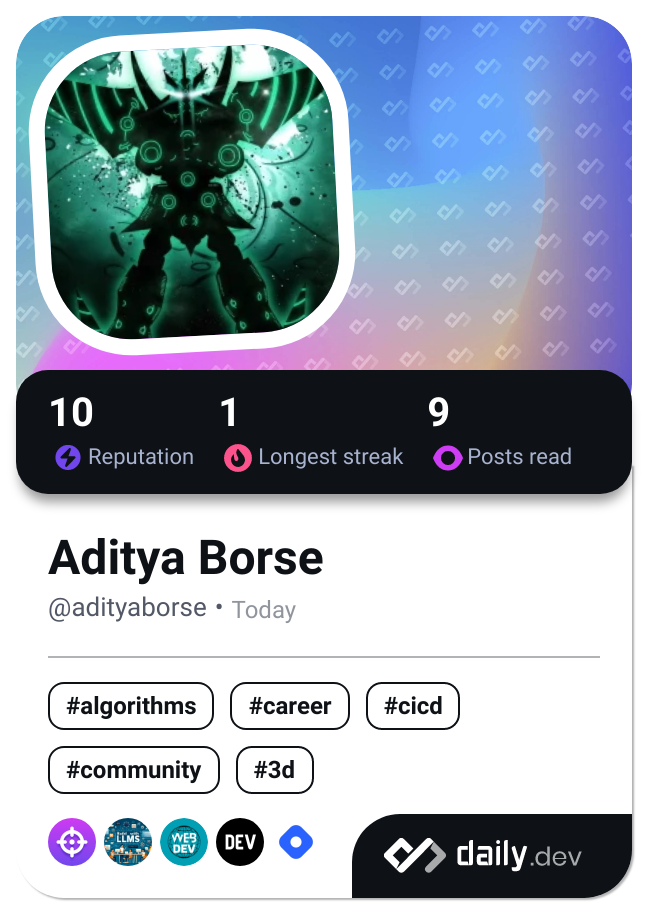 10 1 9
Reputation Longest streak Posts read
Aditya Borse
@adityaborse • Today
#algorithms #career #cicd
#community #3d
LLMS WEB DEV DEV
daily.dev